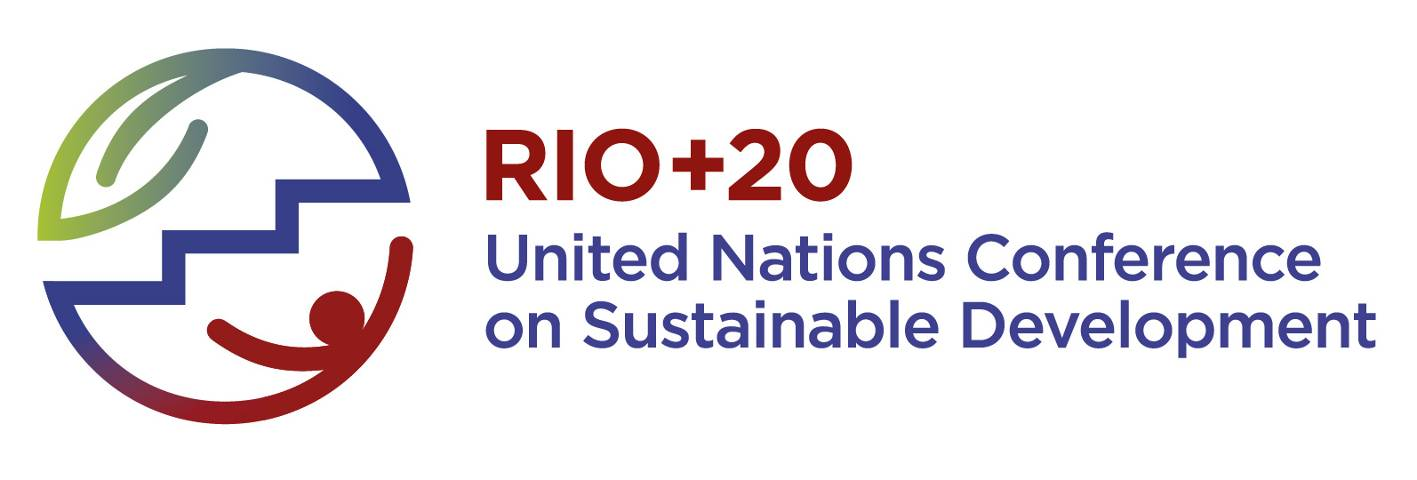 RIO+20
United Nations Conference
on Sustainable Development